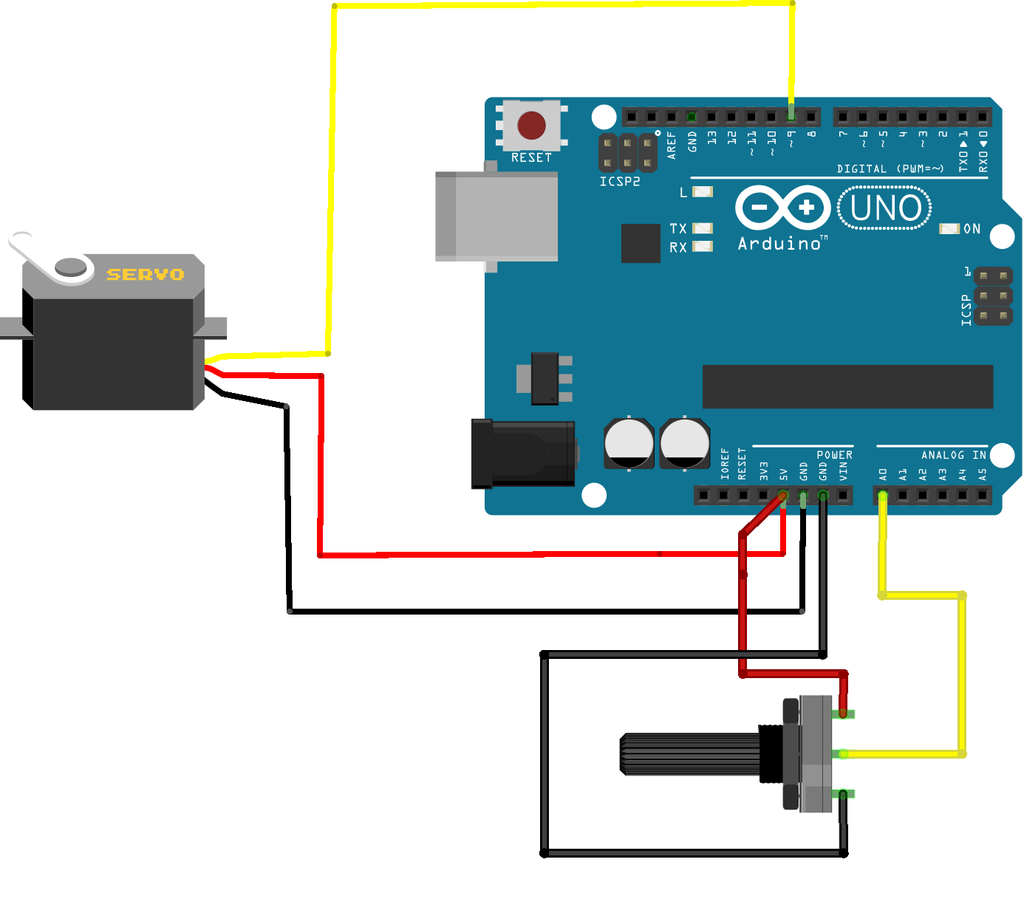 RESET
ICSP2
AREF
GND
13
12
~11
~10
~9
8
7
~6
~5
4
~3
2
TX0▶1
RX0◀0
DIGITAL (PWM=~)
L
TX
RX
UNO
Arduino™
ON
1
ICSP
SERVO
POWER
ANALOG IN
IOREF
RESET
3V3
5V
GND
GND
VIN
A0
A1
A2
A3
A4
A5